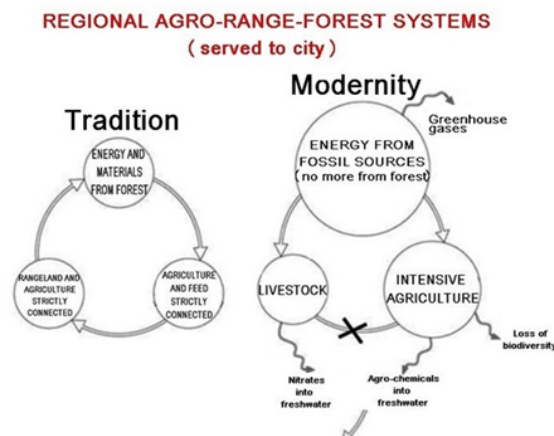 REGIONAL AGRO-RANGE-FOREST SYSTEMS
( served to city )
Tradition
ENERGY AND
MATERIALS
FROM FOREST
RANGELAND AND
AGRICULTURE
STRICTLY
CONNECTED
AGRICULTURE
AND FEED
STRICTLY
CONNECTED
Modernity
ENERGY FROM
FOSSIL SOURCES
( no more from forest )
Greenhouse
gases
LIVESTOCK
INTENSIVE
AGRICULTURE
Loss of
biodiversity
Nitrates
into
freshwater
Agro-chemicals
into
freshwater